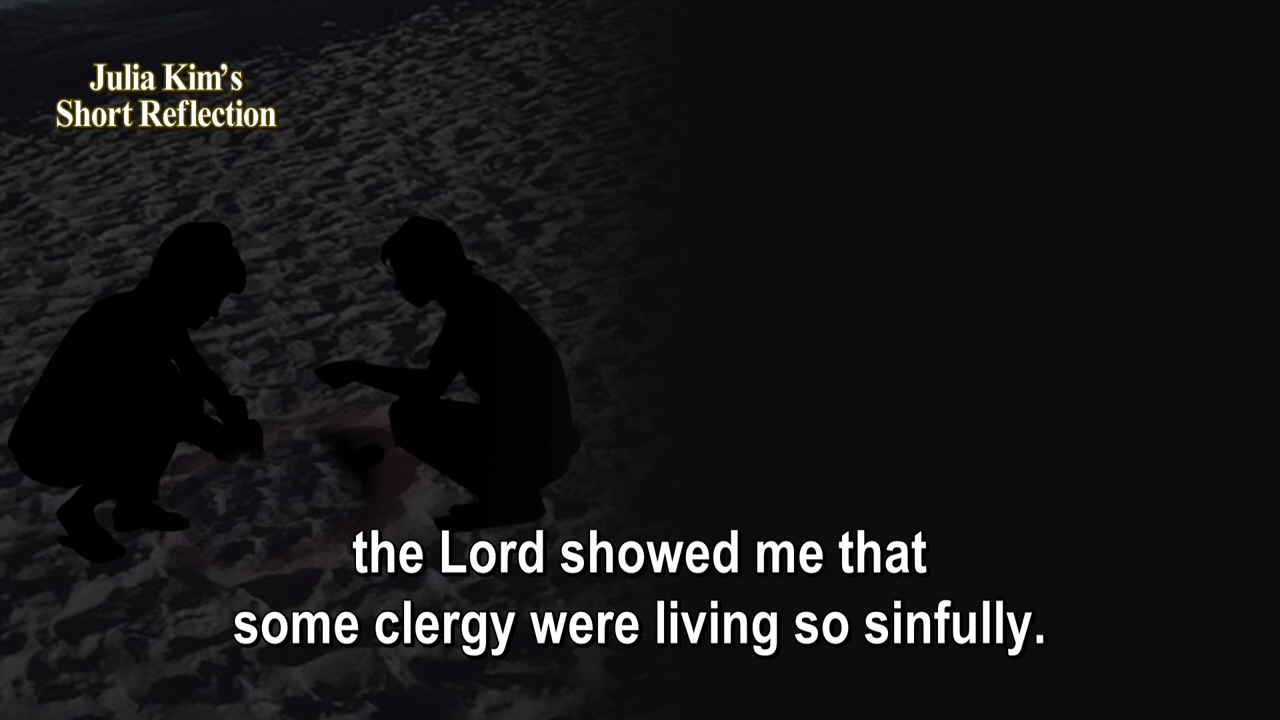 Julia Kim’s
Short Reflection
the Lord showed me that
some clergy were living so sinfully.